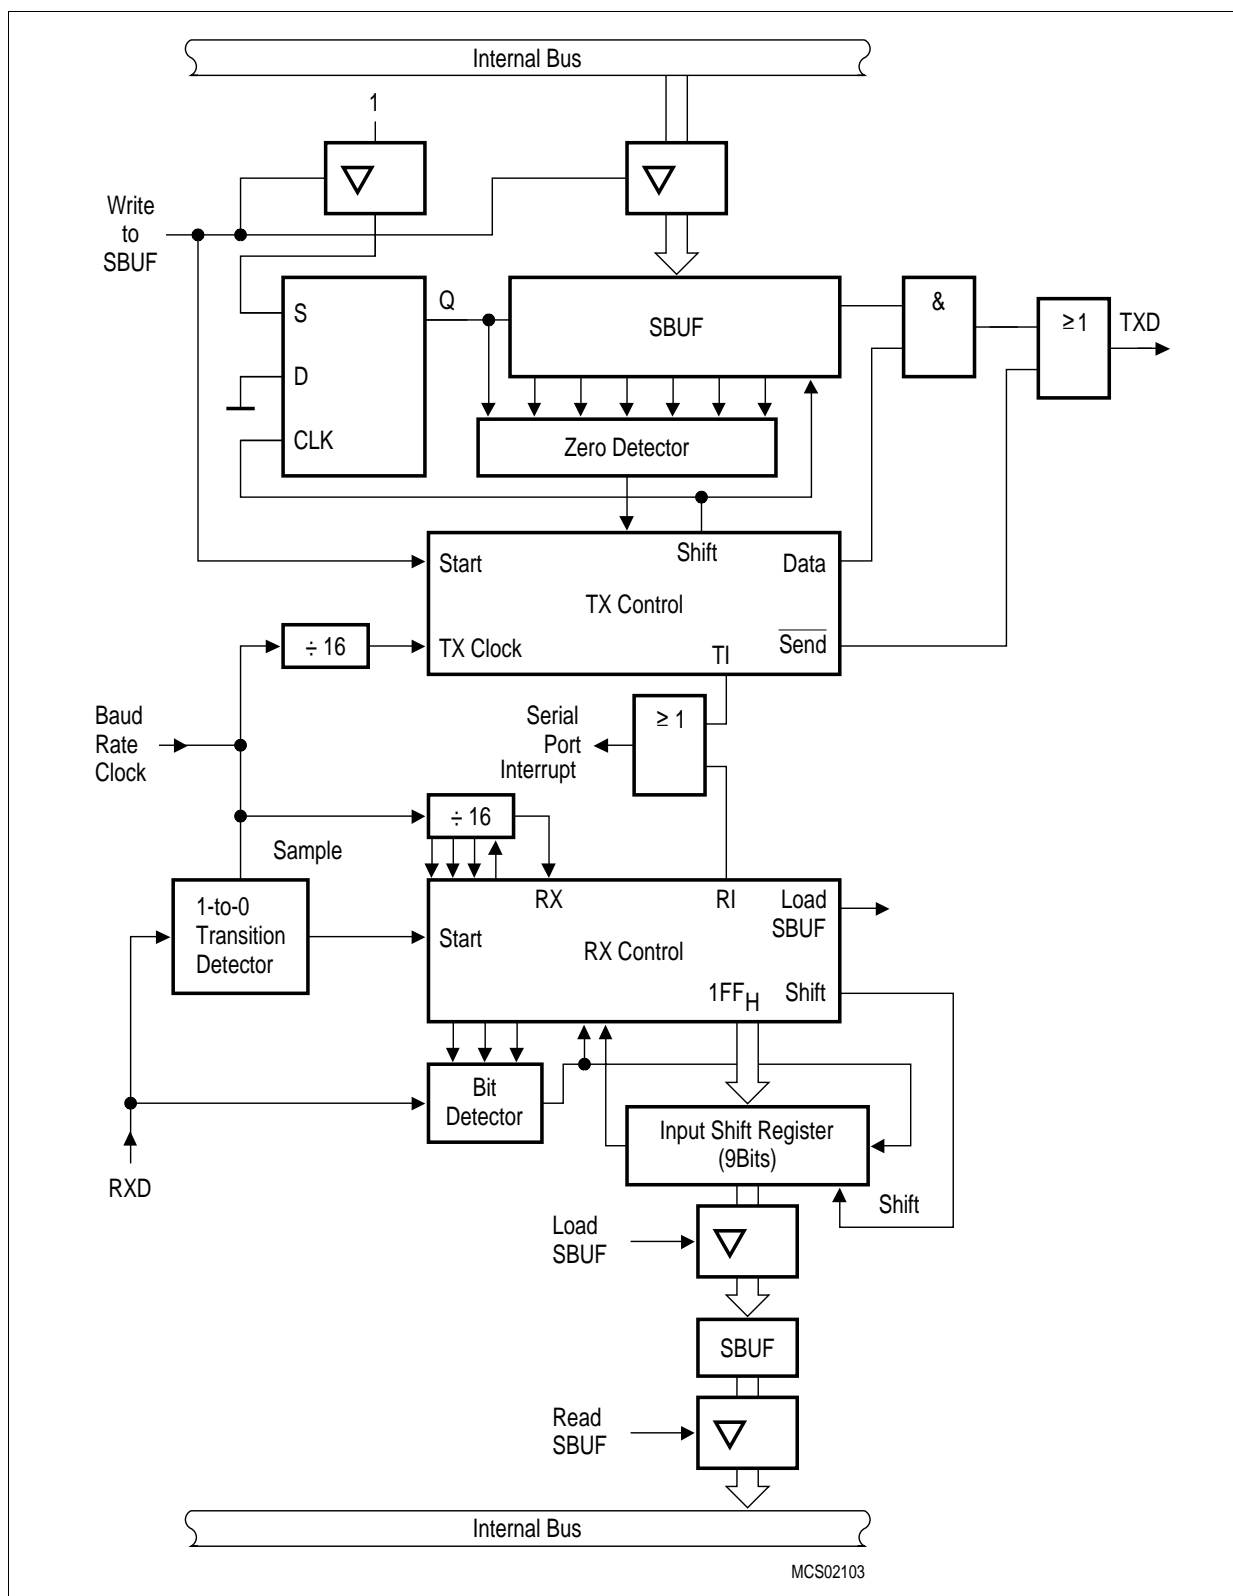 Internal Bus
1
Write
to
SBUF
S
D
CLK
Q
SBUF
&
≥1
TXD
Zero Detector
Start
Shift
Data
TX Control
÷ 16
TX Clock
TI
Send
Baud
Rate
Clock
Serial
Port
Interrupt
≥ 1
÷ 16
Sample
1-to-0
Transition
Detector
RX
RI
Load
SBUF
Start
RX Control
1FFH
Shift
Bit
Detector
Input Shift Register
(9Bits)
RXD
Shift
Load
SBUF
SBUF
Read
SBUF
Internal Bus
MCS02103